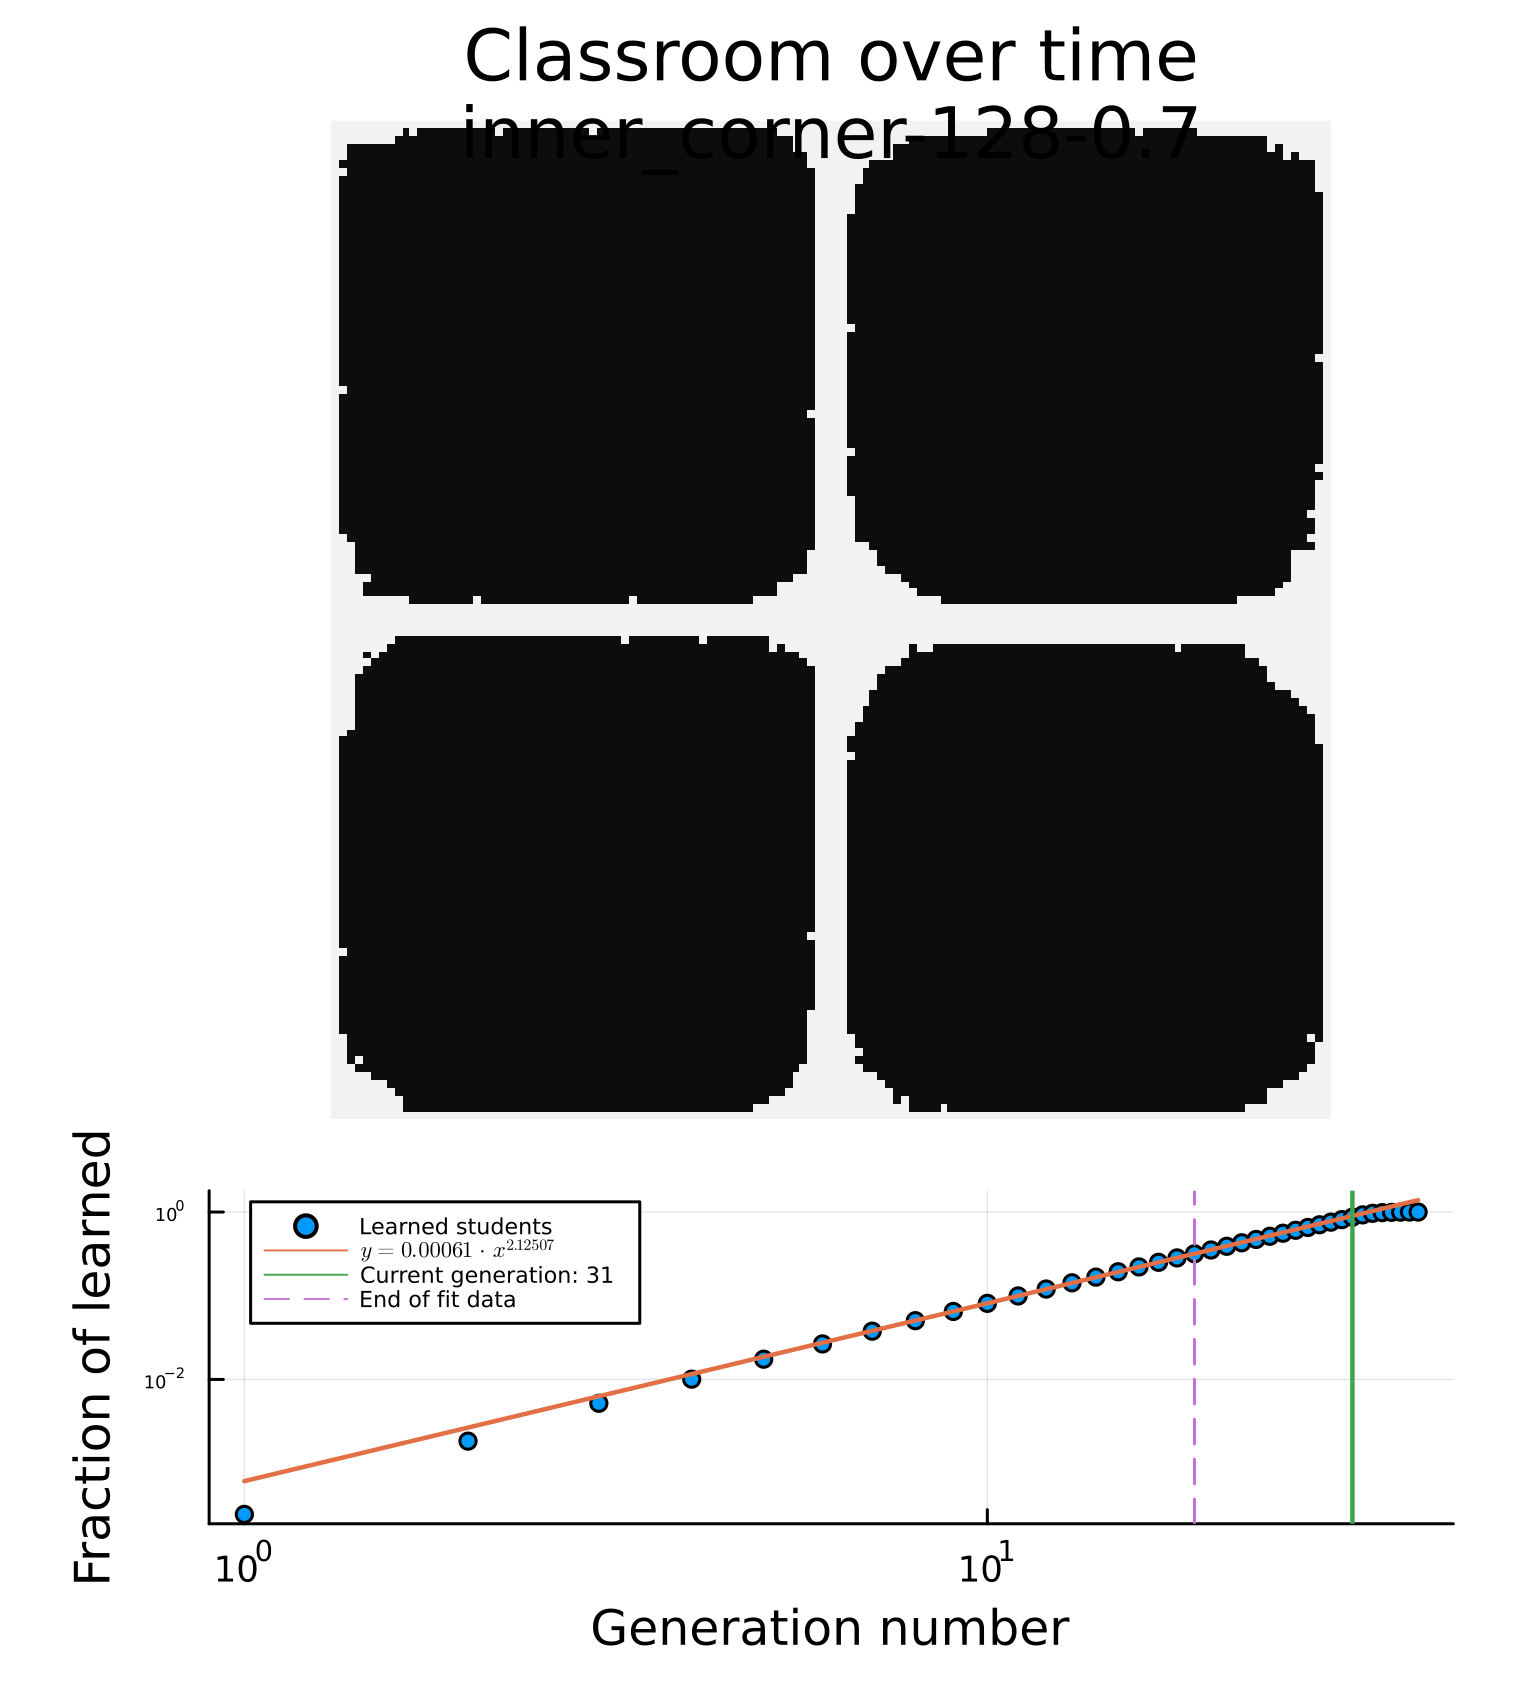 Classroom over time
inner_corner-128-0.7
Fraction of learned
10^0
10^-2
Learned students
y = 0.00061 · x^2.12507
Current generation: 31
End of fit data
10^0
10^1
Generation number